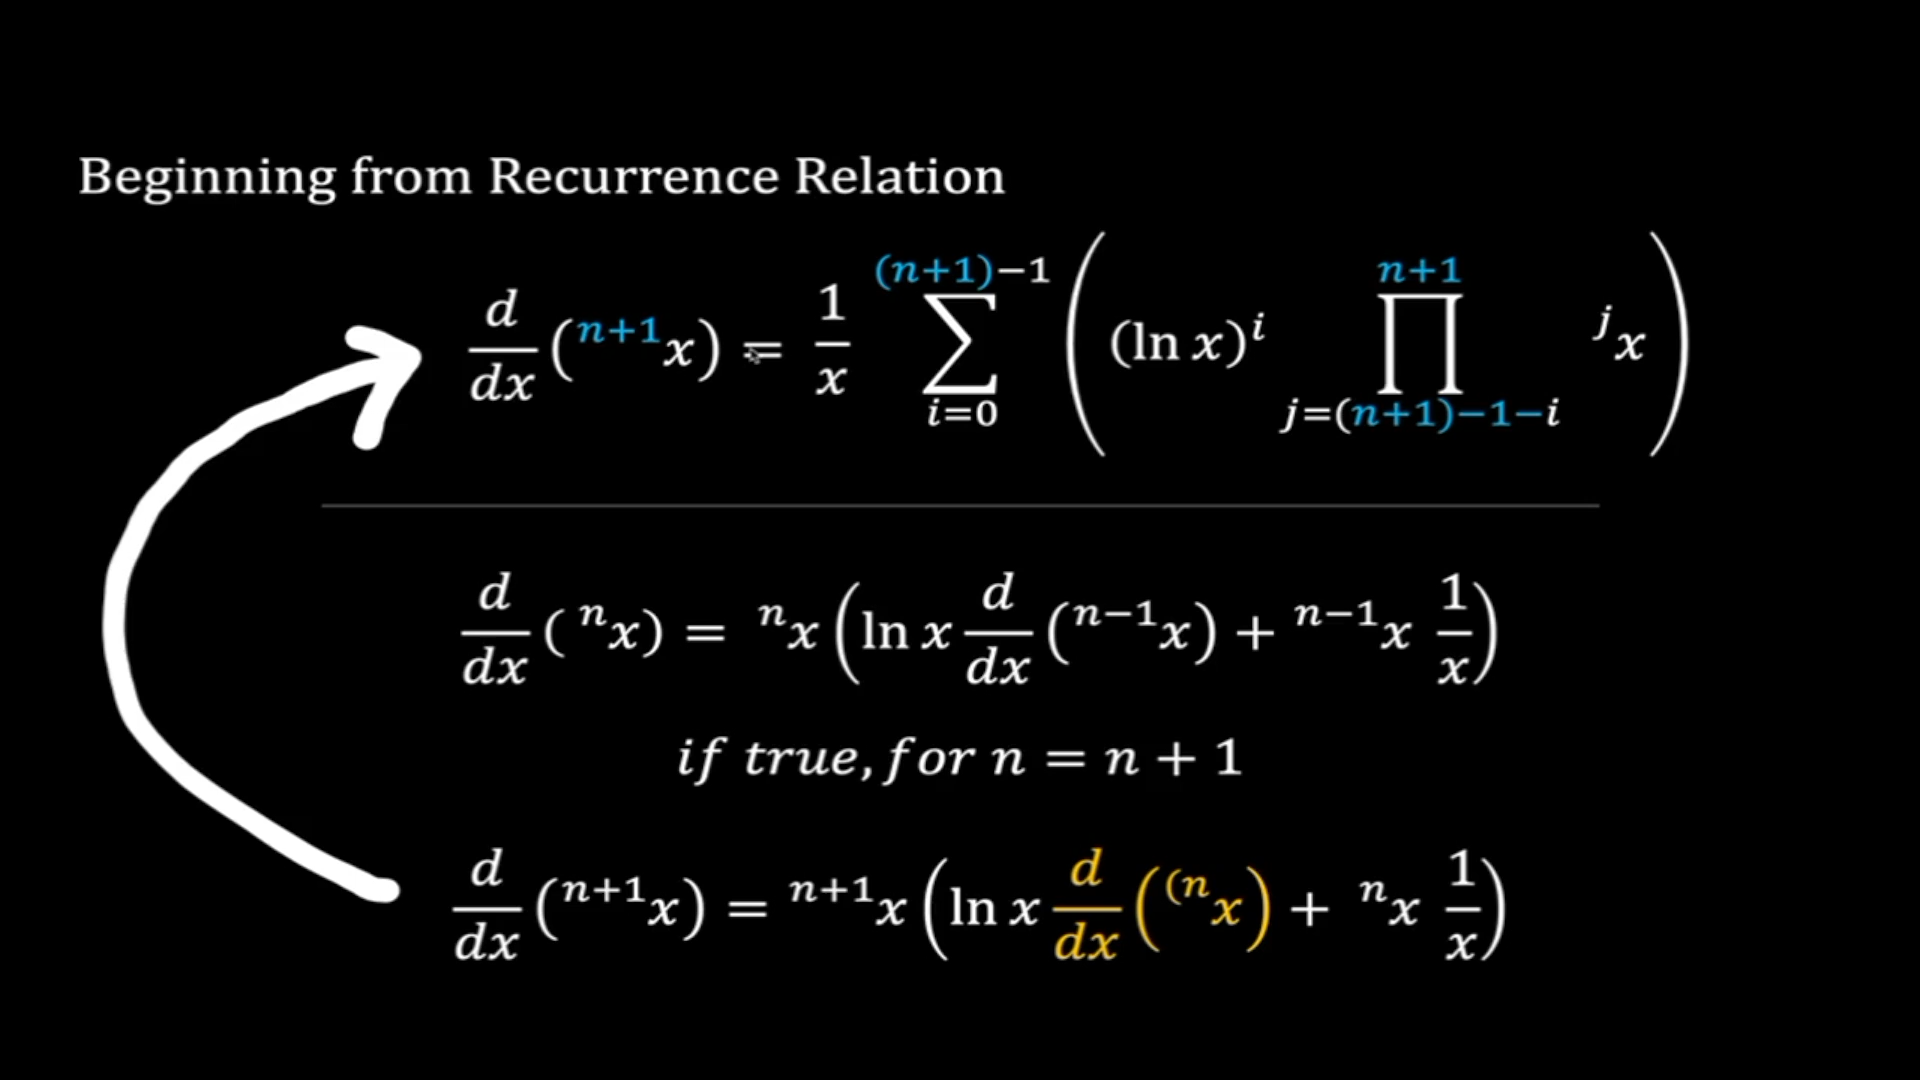 Beginning from Recurrence Relation
d/dx (ⁿ⁺¹x) = 1/x ∑_{i=0}^{(n+1)−1} ( (ln x)^i ∏_{j=(n+1)−1−i}^{n+1} ʲx )
d/dx ( ⁿx) = ⁿx ( ln x d/dx (ⁿ⁻¹x) + ⁿ⁻¹x 1/x )
if true, for n = n + 1
d/dx (ⁿ⁺¹x) = ⁿ⁺¹x ( ln x d/dx (⁽ⁿx) + ⁿx 1/x )